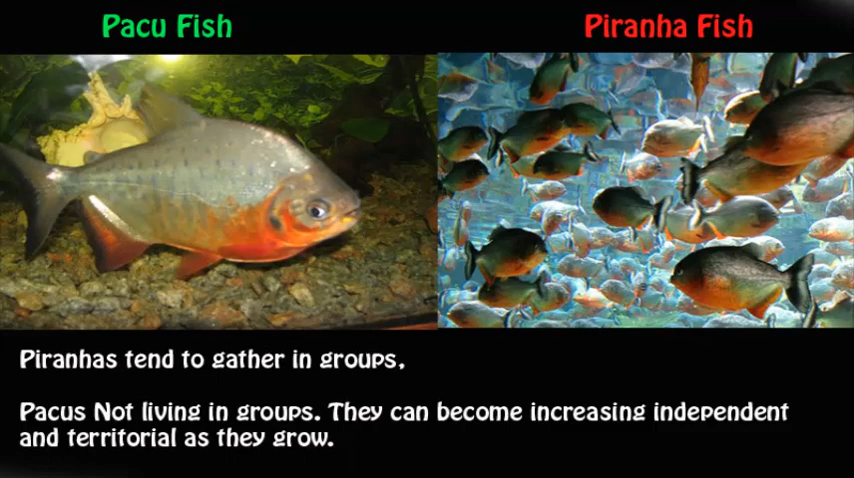 Pacu Fish
Piranha Fish
Piranhas tend to gather in groups,
Pacus Not living in groups. They can become increasing independent
and territorial as they grow.